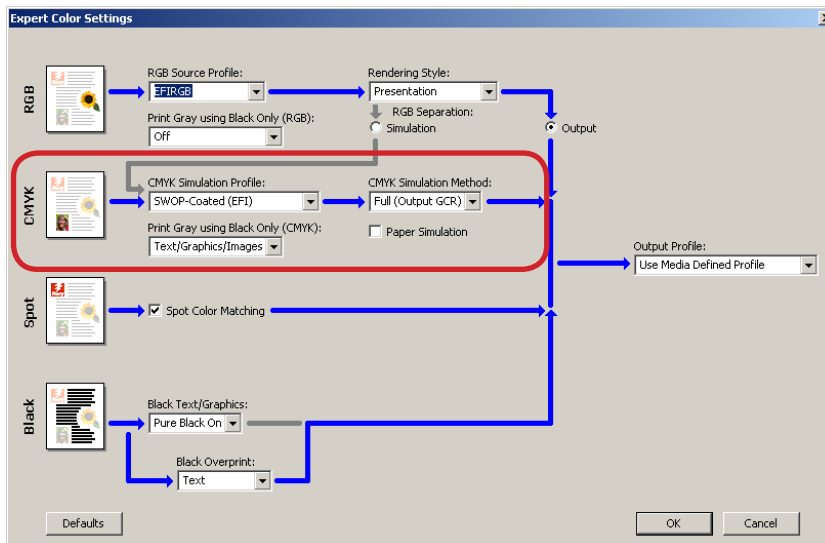 Expert Color Settings
RGB
RGB Source Profile:
EFIRGB
Print Gray using Black Only (RGB):
Off
Rendering Style:
Presentation
RGB Separation:
Simulation
Output
CMYK
CMYK Simulation Profile:
SWOP-Coated (EFI)
Print Gray using Black Only (CMYK):
Text/Graphics/Images
CMYK Simulation Method:
Full (Output GCR)
Paper Simulation
Output Profile:
Use Media Defined Profile
Spot
Spot Color Matching
Black
Black Text/Graphics:
Pure Black On
Black Overprint:
Text
Defaults
OK
Cancel